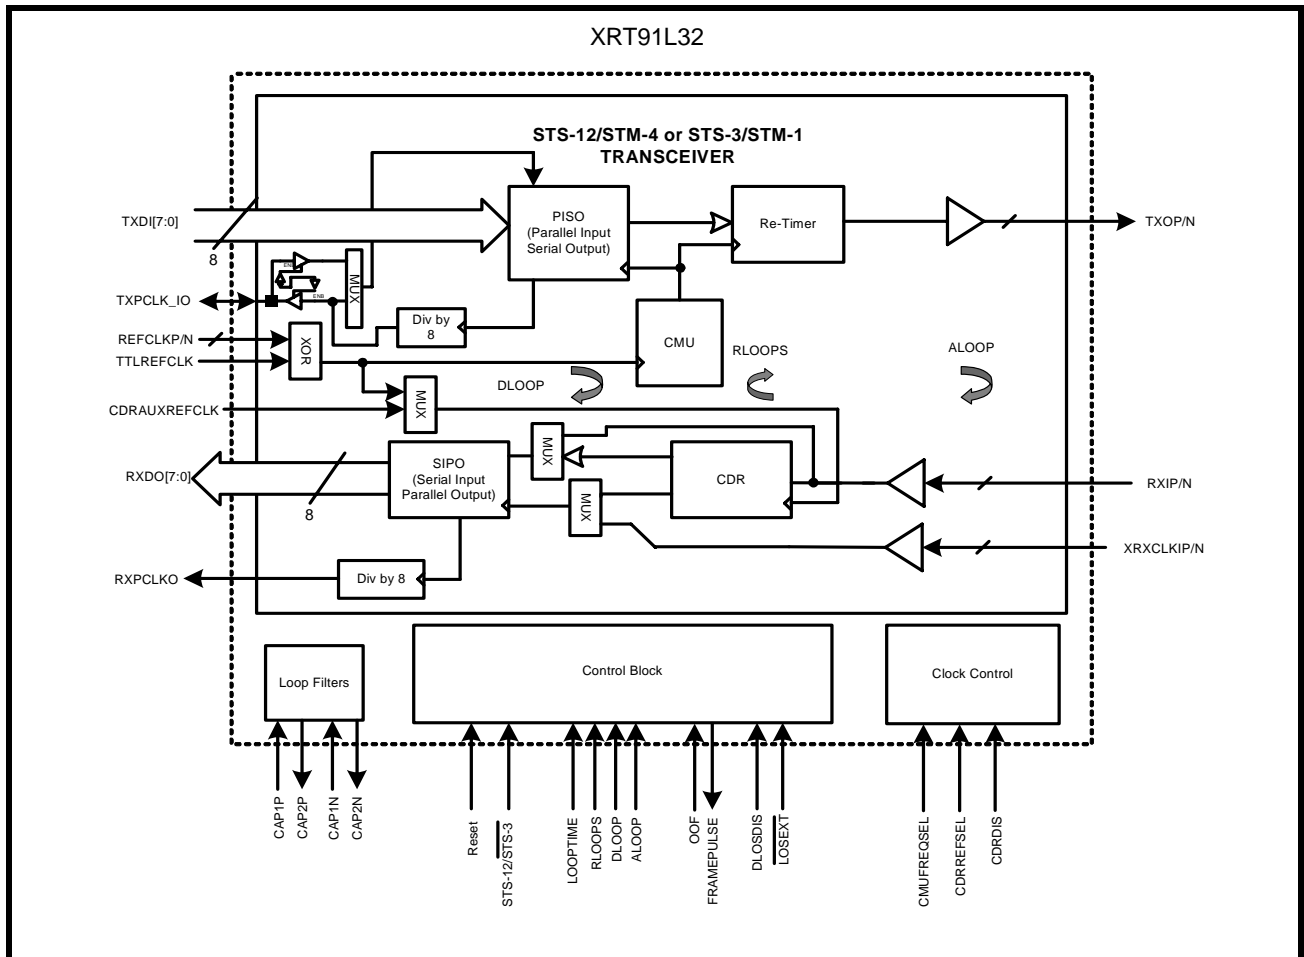 XRT91L32
STS-12/STM-4 or STS-3/STM-1
TRANSCEIVER
TXDI[7:0]
8
PISO
(Parallel Input
Serial Output)
Re-Timer
TXOP/N
ENB
MUX
TXPCLK_IO
ENB
Div by
8
REFCLKP/N
XOR
TTLREFCLK
CMU
RLOOPS
ALOOP
DLOOP
MUX
CDRAUXREFCLK
RXDO[7:0]
8
SIPO
(Serial Input
Parallel Output)
MUX
CDR
RXIP/N
MUX
XRXCLKIP/N
RXPCLKO
Div by 8
Loop Filters
Control Block
Clock Control
CAP1P
CAP2P
CAP1N
CAP2N
Reset
STS-12/STS-3
LOOPTIME
RLOOPS
DLOOP
ALOOP
OOF
FRAMEPULSE
DLOSDIS
LOSEXT
CMUFREQSEL
CDRREFSEL
CDRDIS